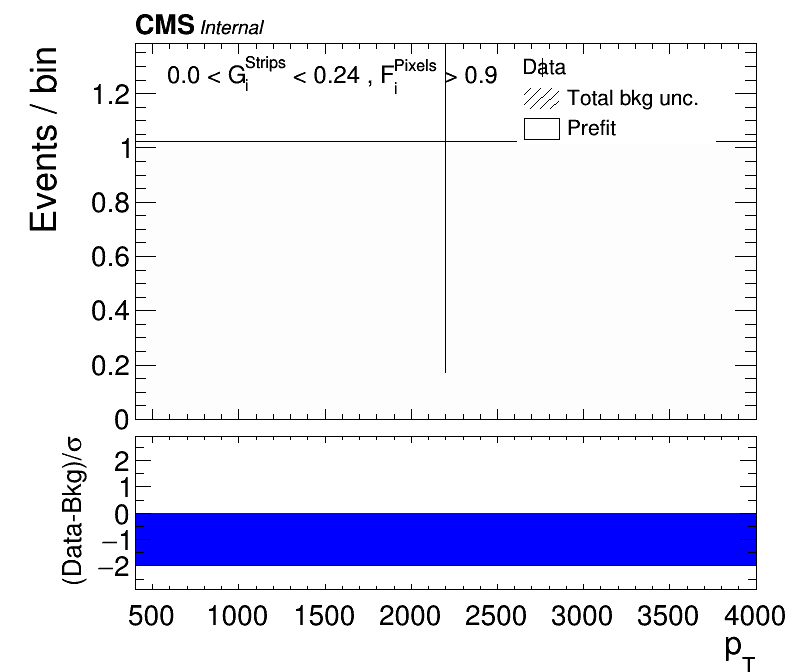 CMS Internal
0.0 < G_i^Strips < 0.24 , F_i^Pixels > 0.9
Data
Total bkg unc.
Prefit
Events / bin
1.2
1
0.8
0.6
0.4
0.2
0
(Data-Bkg)/σ
2
1
0
−1
−2
500 1000 1500 2000 2500 3000 3500 4000
p_T